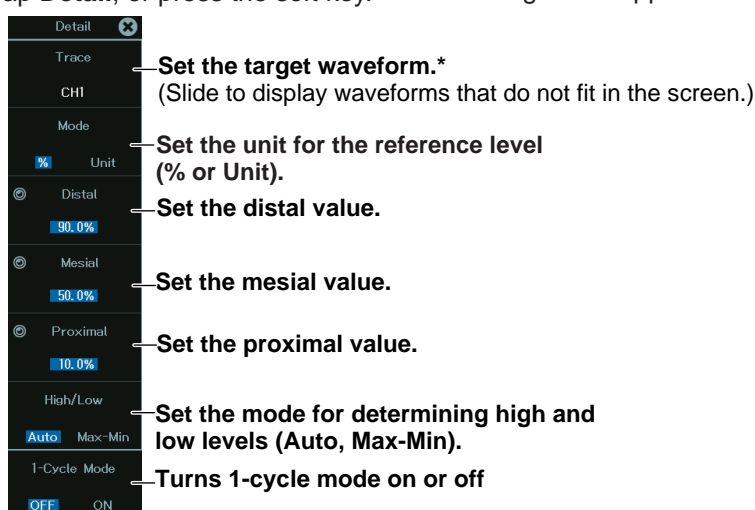 Detail
Trace
CH1
Set the target waveform.*
(Slide to display waveforms that do not fit in the screen.)
Mode
% Unit
Set the unit for the reference level
(% or Unit).
Distal
90.0%
Set the distal value.
Mesial
50.0%
Set the mesial value.
Proximal
10.0%
Set the proximal value.
High/Low
Auto Max-Min
Set the mode for determining high and
low levels (Auto, Max-Min).
1-Cycle Mode
OFF ON
Turns 1-cycle mode on or off